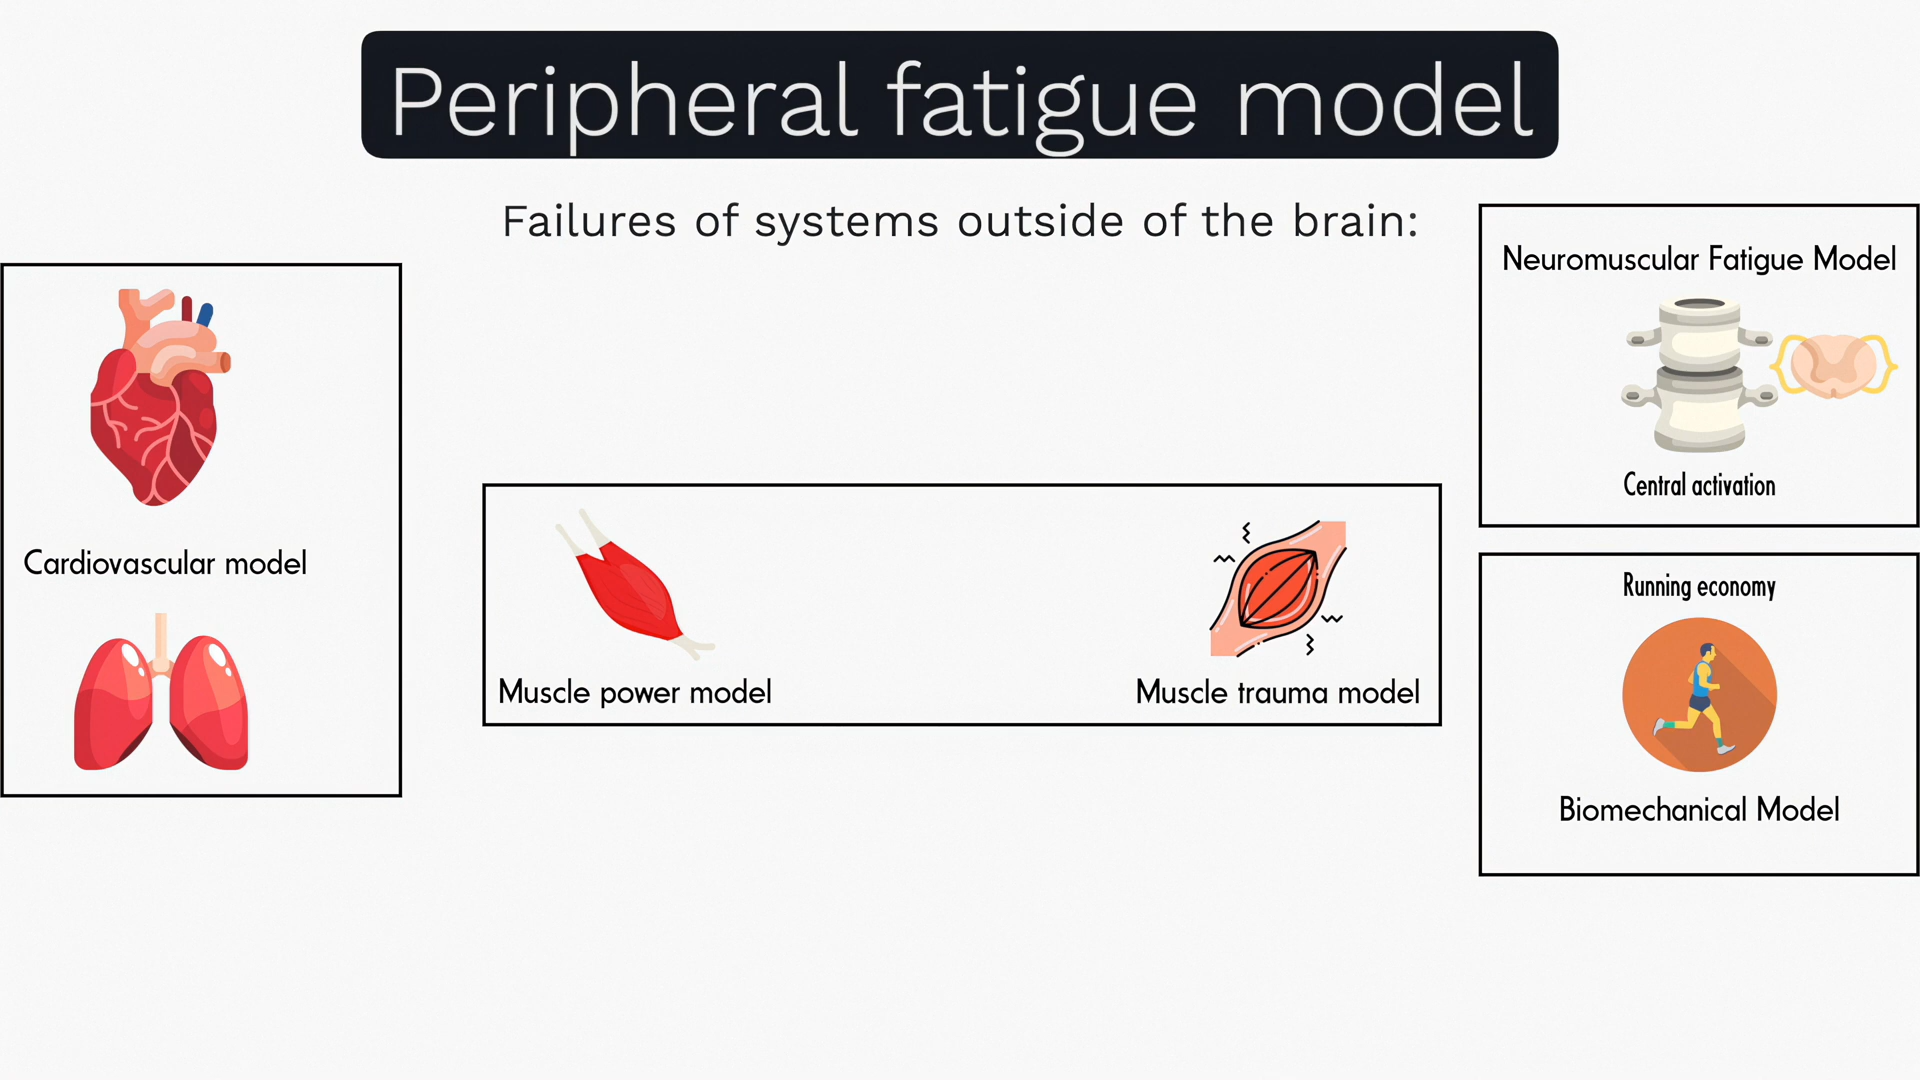 Peripheral fatigue model
Failures of systems outside of the brain:
Cardiovascular model
Muscle power model
Muscle trauma model
Neuromuscular Fatigue Model
Central activation
Running economy
Biomechanical Model